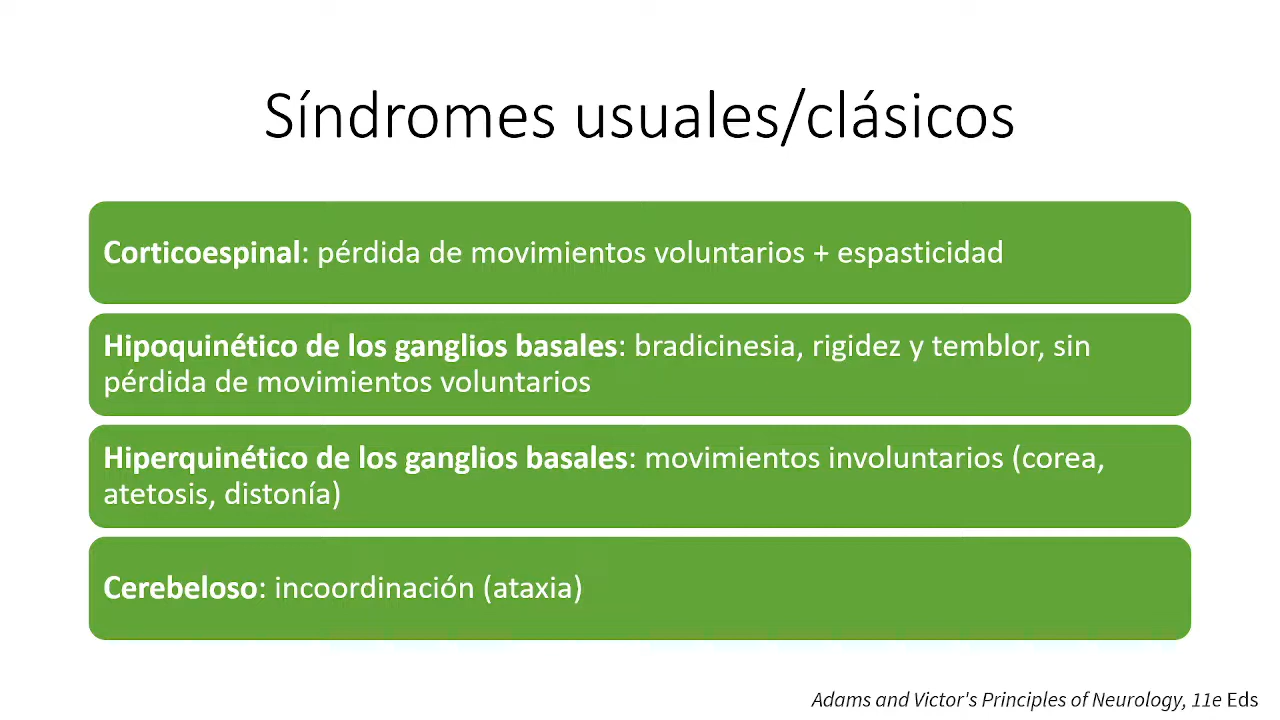 Síndromes usuales/clásicos
Corticoespinal: pérdida de movimientos voluntarios + espasticidad
Hipoquinético de los ganglios basales: bradicinesia, rigidez y temblor, sin
pérdida de movimientos voluntarios
Hiperquinético de los ganglios basales: movimientos involuntarios (corea,
atetosis, distonía)
Cerebeloso: incoordinación (ataxia)
Adams and Victor's Principles of Neurology, 11e Eds